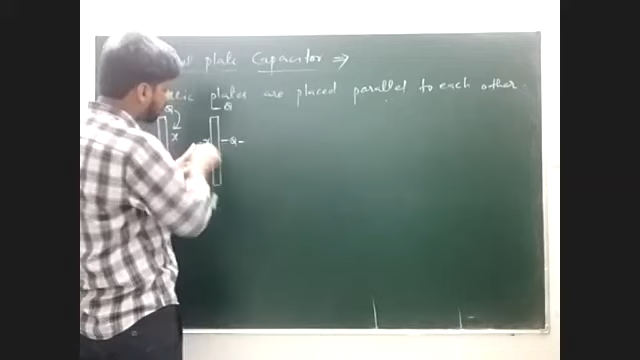 plate Capacitor ⇒
plates are placed parallel to each other.
Q - Q
x -Q-